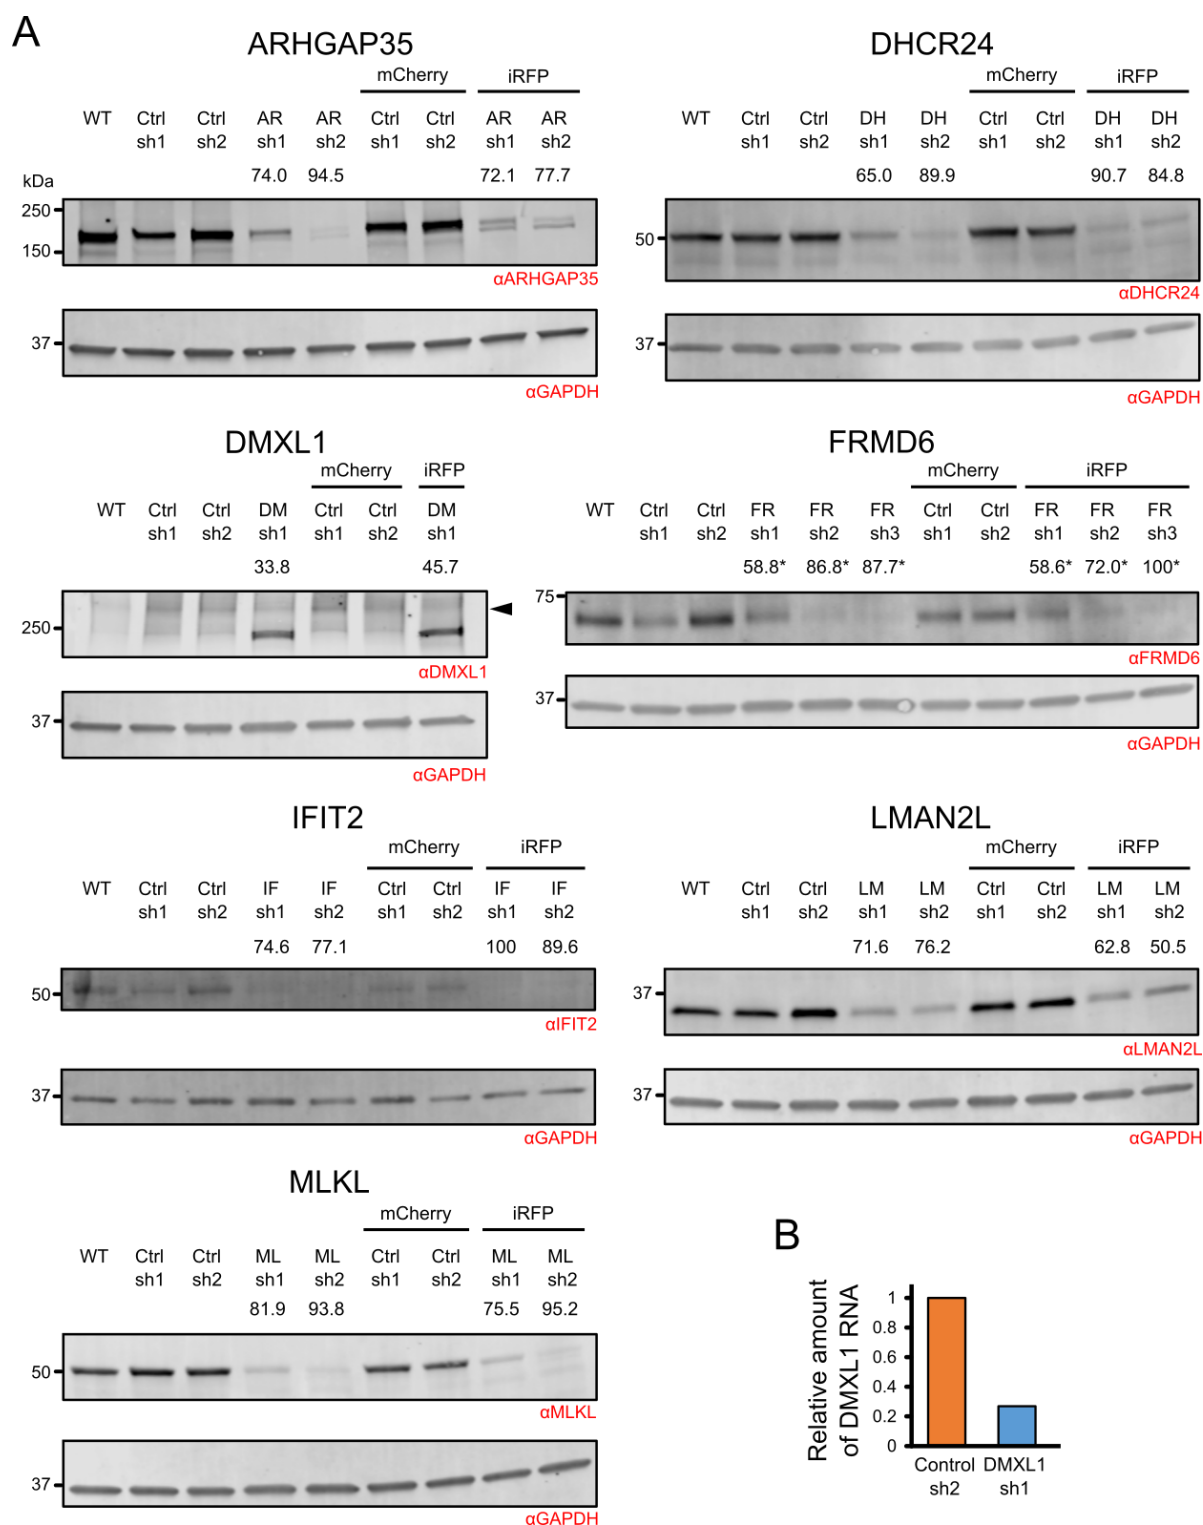 A
ARHGAP35
mCherry iRFP
WT Ctrl Ctrl AR AR Ctrl Ctrl AR AR
sh1 sh2 sh1 sh2 sh1 sh2 sh1 sh2
74.0 94.5 72.1 77.7
kDa
250
150
αARHGAP35
37
αGAPDH
DHCR24
mCherry iRFP
WT Ctrl Ctrl DH DH Ctrl Ctrl DH DH
sh1 sh2 sh1 sh2 sh1 sh2 sh1 sh2
65.0 89.9 90.7 84.8
50
αDHCR24
37
αGAPDH
DMXL1
mCherry iRFP
WT Ctrl Ctrl DM Ctrl Ctrl DM
sh1 sh2 sh1 sh1 sh2 sh1
33.8 45.7
250
αDMXL1
37
αGAPDH
FRMD6
mCherry iRFP
WT Ctrl Ctrl FR FR FR Ctrl Ctrl FR FR FR
sh1 sh2 sh1 sh2 sh3 sh1 sh2 sh1 sh2 sh3
58.8* 86.8* 87.7* 58.6* 72.0* 100*
75
αFRMD6
37
αGAPDH
IFIT2
mCherry iRFP
WT Ctrl Ctrl IF IF Ctrl Ctrl IF IF
sh1 sh2 sh1 sh2 sh1 sh2 sh1 sh2
74.6 77.1 100 89.6
50
αIFIT2
37
αGAPDH
LMAN2L
mCherry iRFP
WT Ctrl Ctrl LM LM Ctrl Ctrl LM LM
sh1 sh2 sh1 sh2 sh1 sh2 sh1 sh2
71.6 76.2 62.8 50.5
37
αLMAN2L
37
αGAPDH
MLKL
mCherry iRFP
WT Ctrl Ctrl ML ML Ctrl Ctrl ML ML
sh1 sh2 sh1 sh2 sh1 sh2 sh1 sh2
81.9 93.8 75.5 95.2
50
αMLKL
37
αGAPDH
B
Relative amount
of DMXL1 RNA
1
0.8
0.6
0.4
0.2
0
Control DMXL1
sh2 sh1